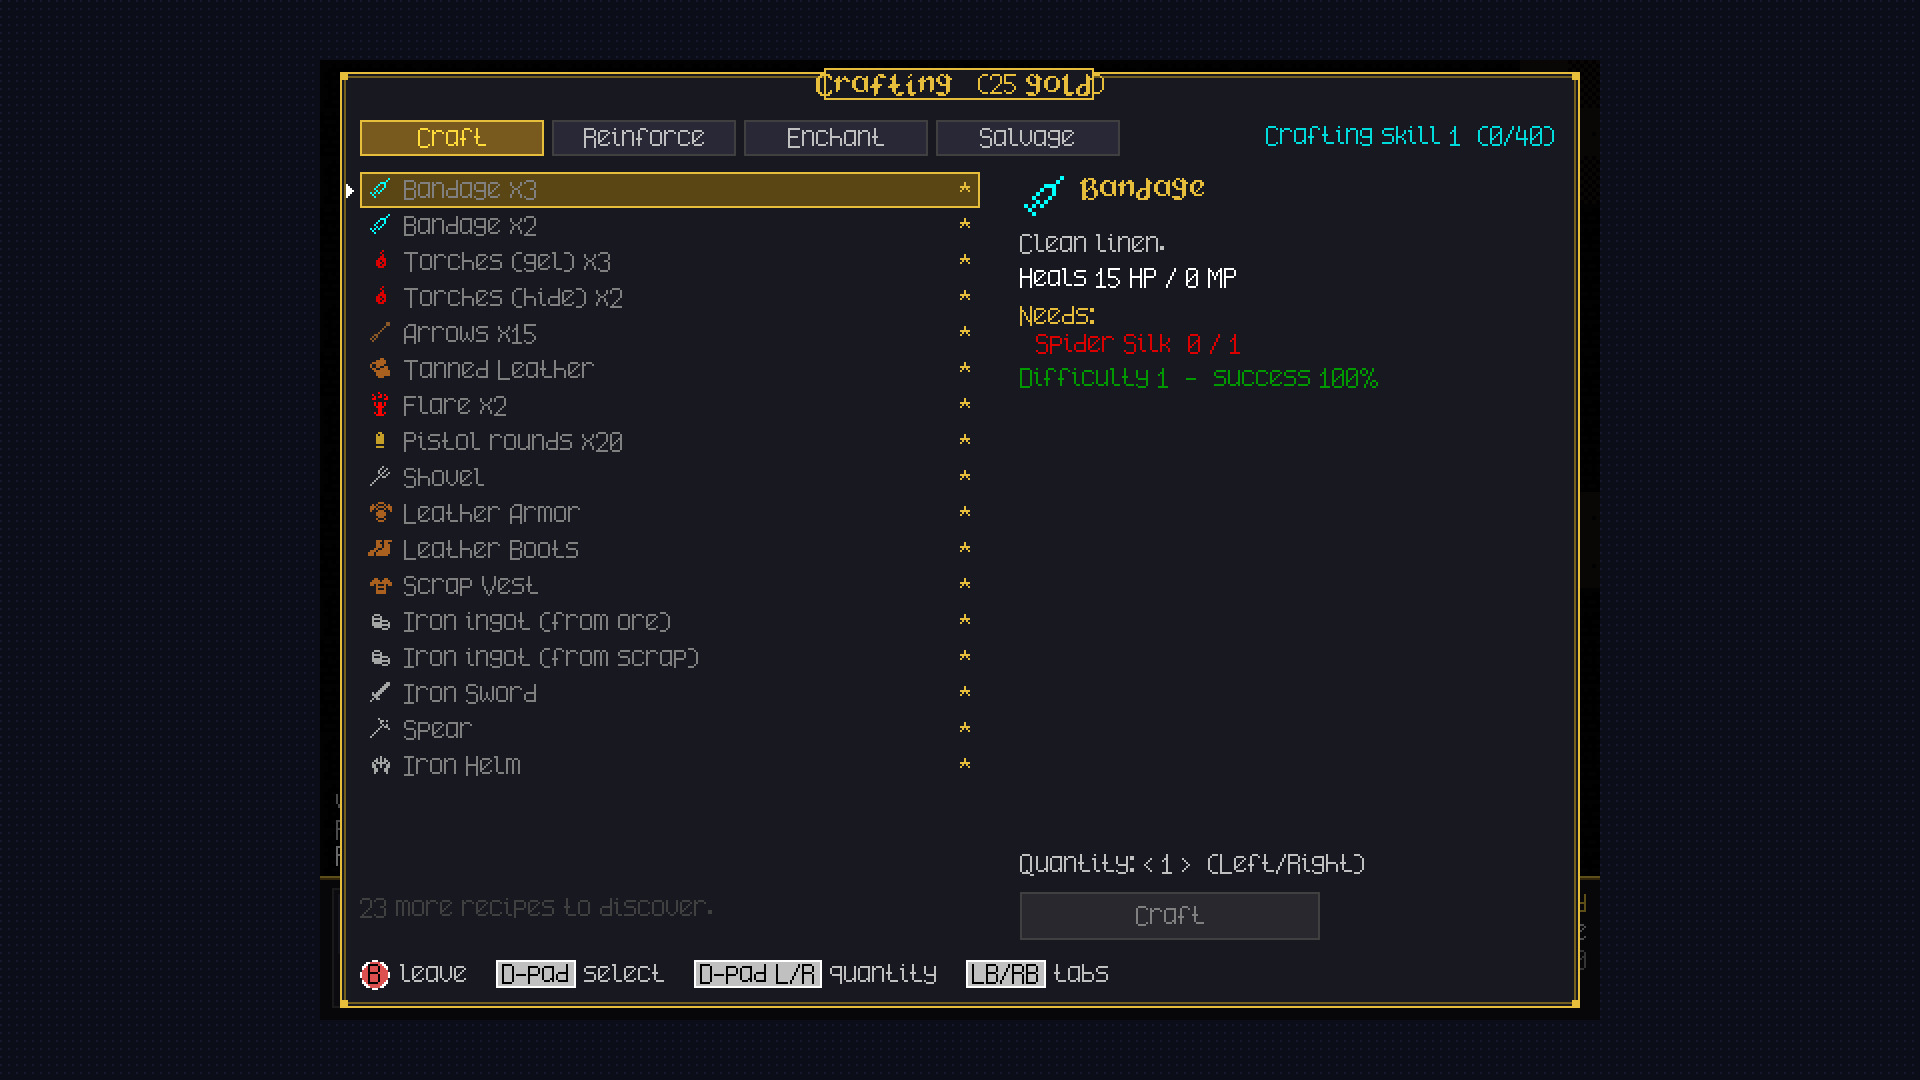 Crafting (25 gold)
Craft Reinforce Enchant Salvage Crafting skill 1 (0/40)
Bandage x3 *
Bandage x2 *
Torches (gel) x3 *
Torches (hide) x2 *
Arrows x15 *
Tanned Leather *
Flare x2 *
Pistol rounds x20 *
Shovel *
Leather Armor *
Leather Boots *
Scrap Vest *
Iron ingot (from ore) *
Iron ingot (from scrap) *
Iron Sword *
Spear *
Iron Helm *
23 more recipes to discover.
Bandage
Clean linen.
Heals 15 HP / 0 MP
Needs:
Spider Silk 0 / 1
Difficulty 1 - success 100%
Quantity: < 1 > (Left/Right)
Craft
B leave D-pad select D-pad L/R quantity LB/RB tabs